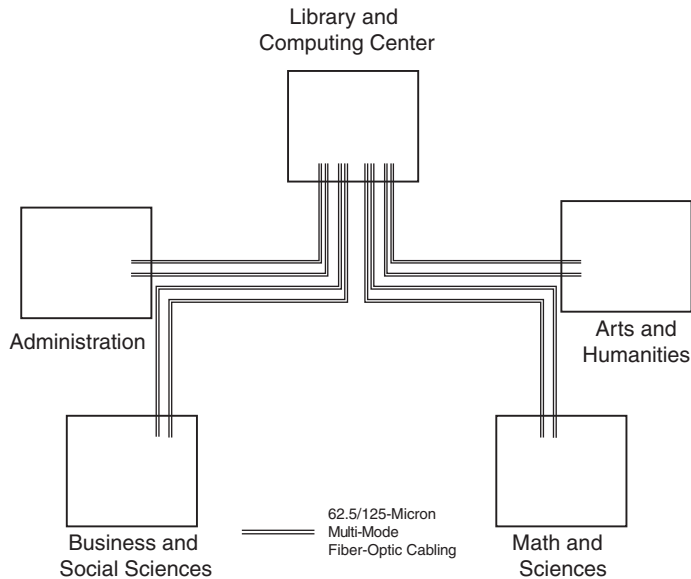 Library and
Computing Center
Administration
Arts and
Humanities
Business and
Social Sciences
62.5/125-Micron
Multi-Mode
Fiber-Optic Cabling
Math and
Sciences